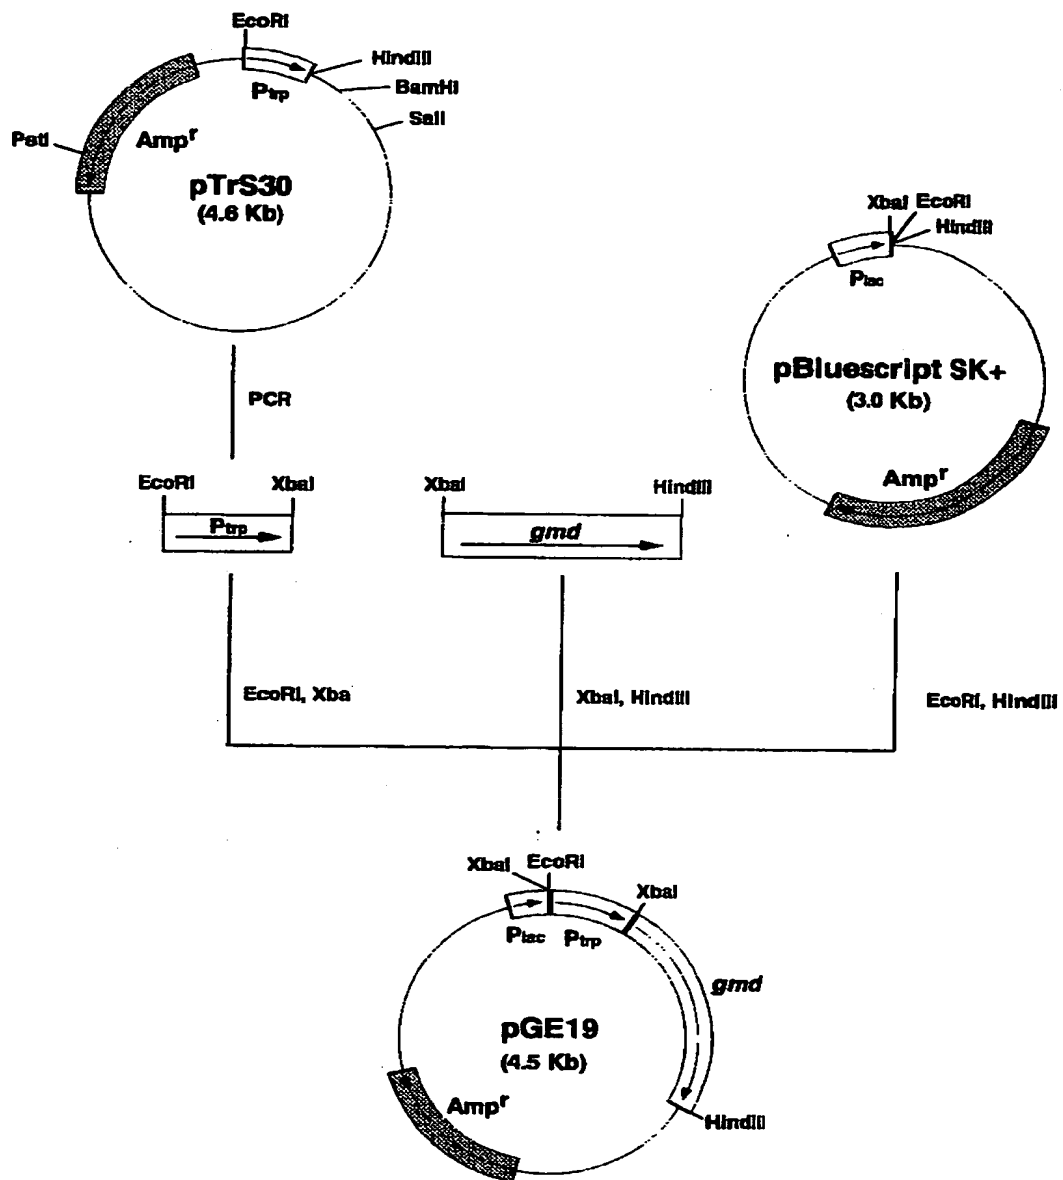 EcoRI
HindIII
BamHI
SalI
Ptrp
PstI
Ampr
pTrS30
(4.6 Kb)
XbaI EcoRI
HindIII
Plac
pBluescript SK+
(3.0 Kb)
Ampr
PCR
EcoRI
XbaI
Ptrp
XbaI
HindIII
gmd
EcoRI, Xba
XbaI, HindIII
EcoRI, HindIII
XbaI
EcoRI
XbaI
Plac
Ptrp
gmd
pGE19
(4.5 Kb)
Ampr
HindIII